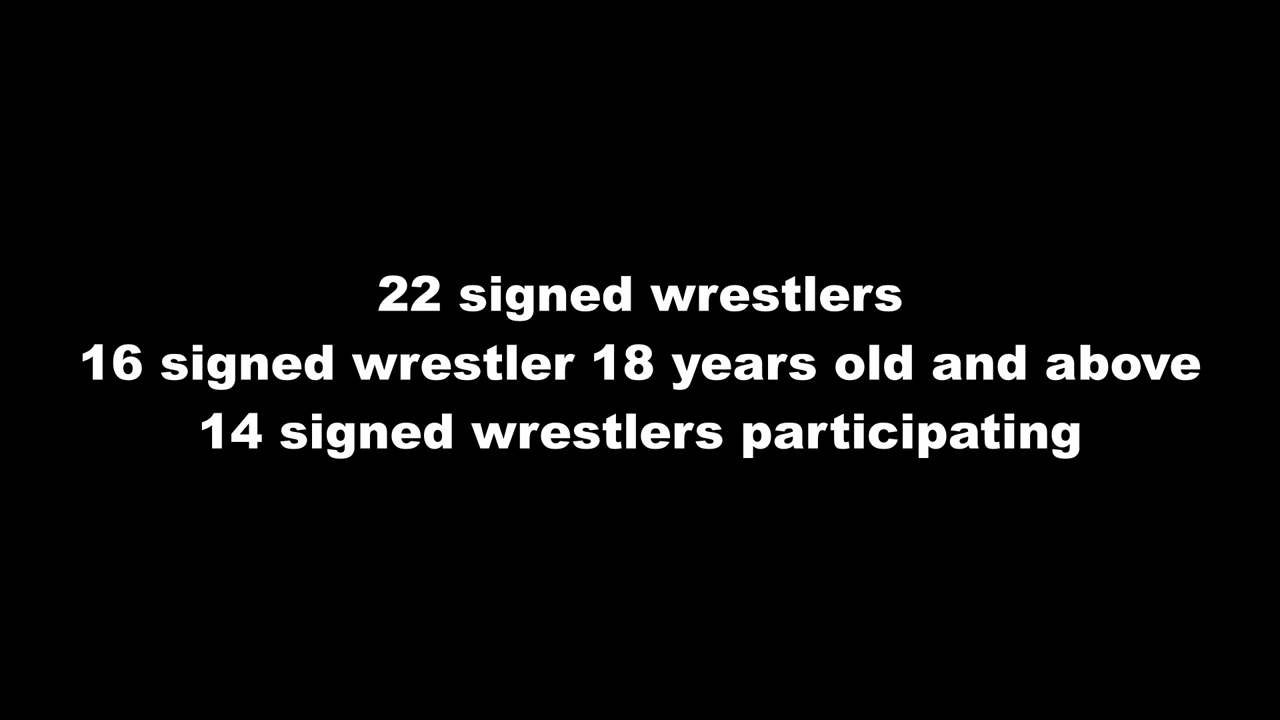 22 signed wrestlers
16 signed wrestler 18 years old and above
14 signed wrestlers participating